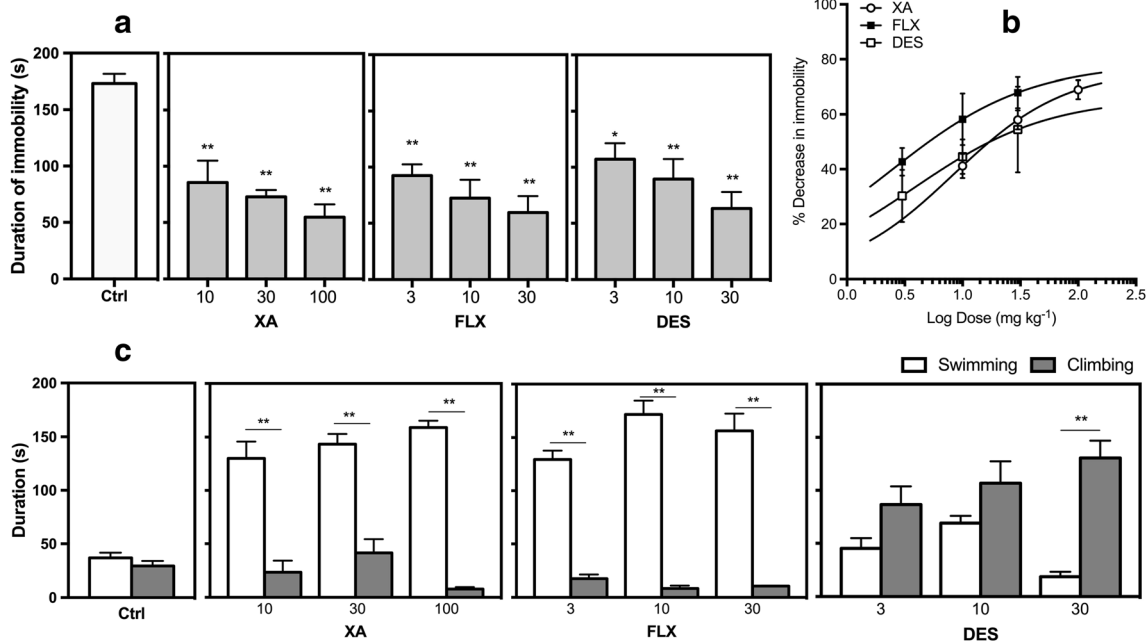 a
Duration of immobility (s)
200
150
100
50
0
**
**
**
**
**
**
*
**
**
Ctrl
10 30 100
XA
3 10 30
FLX
3 10 30
DES
b
XA
FLX
DES
% Decrease in immobility
100
80
60
40
20
0
0.0 0.5 1.0 1.5 2.0 2.5
Log Dose (mg kg-1)
c
Swimming Climbing
Duration (s)
200
150
100
50
0
**
**
**
**
**
**
**
Ctrl
10 30 100
XA
3 10 30
FLX
3 10 30
DES